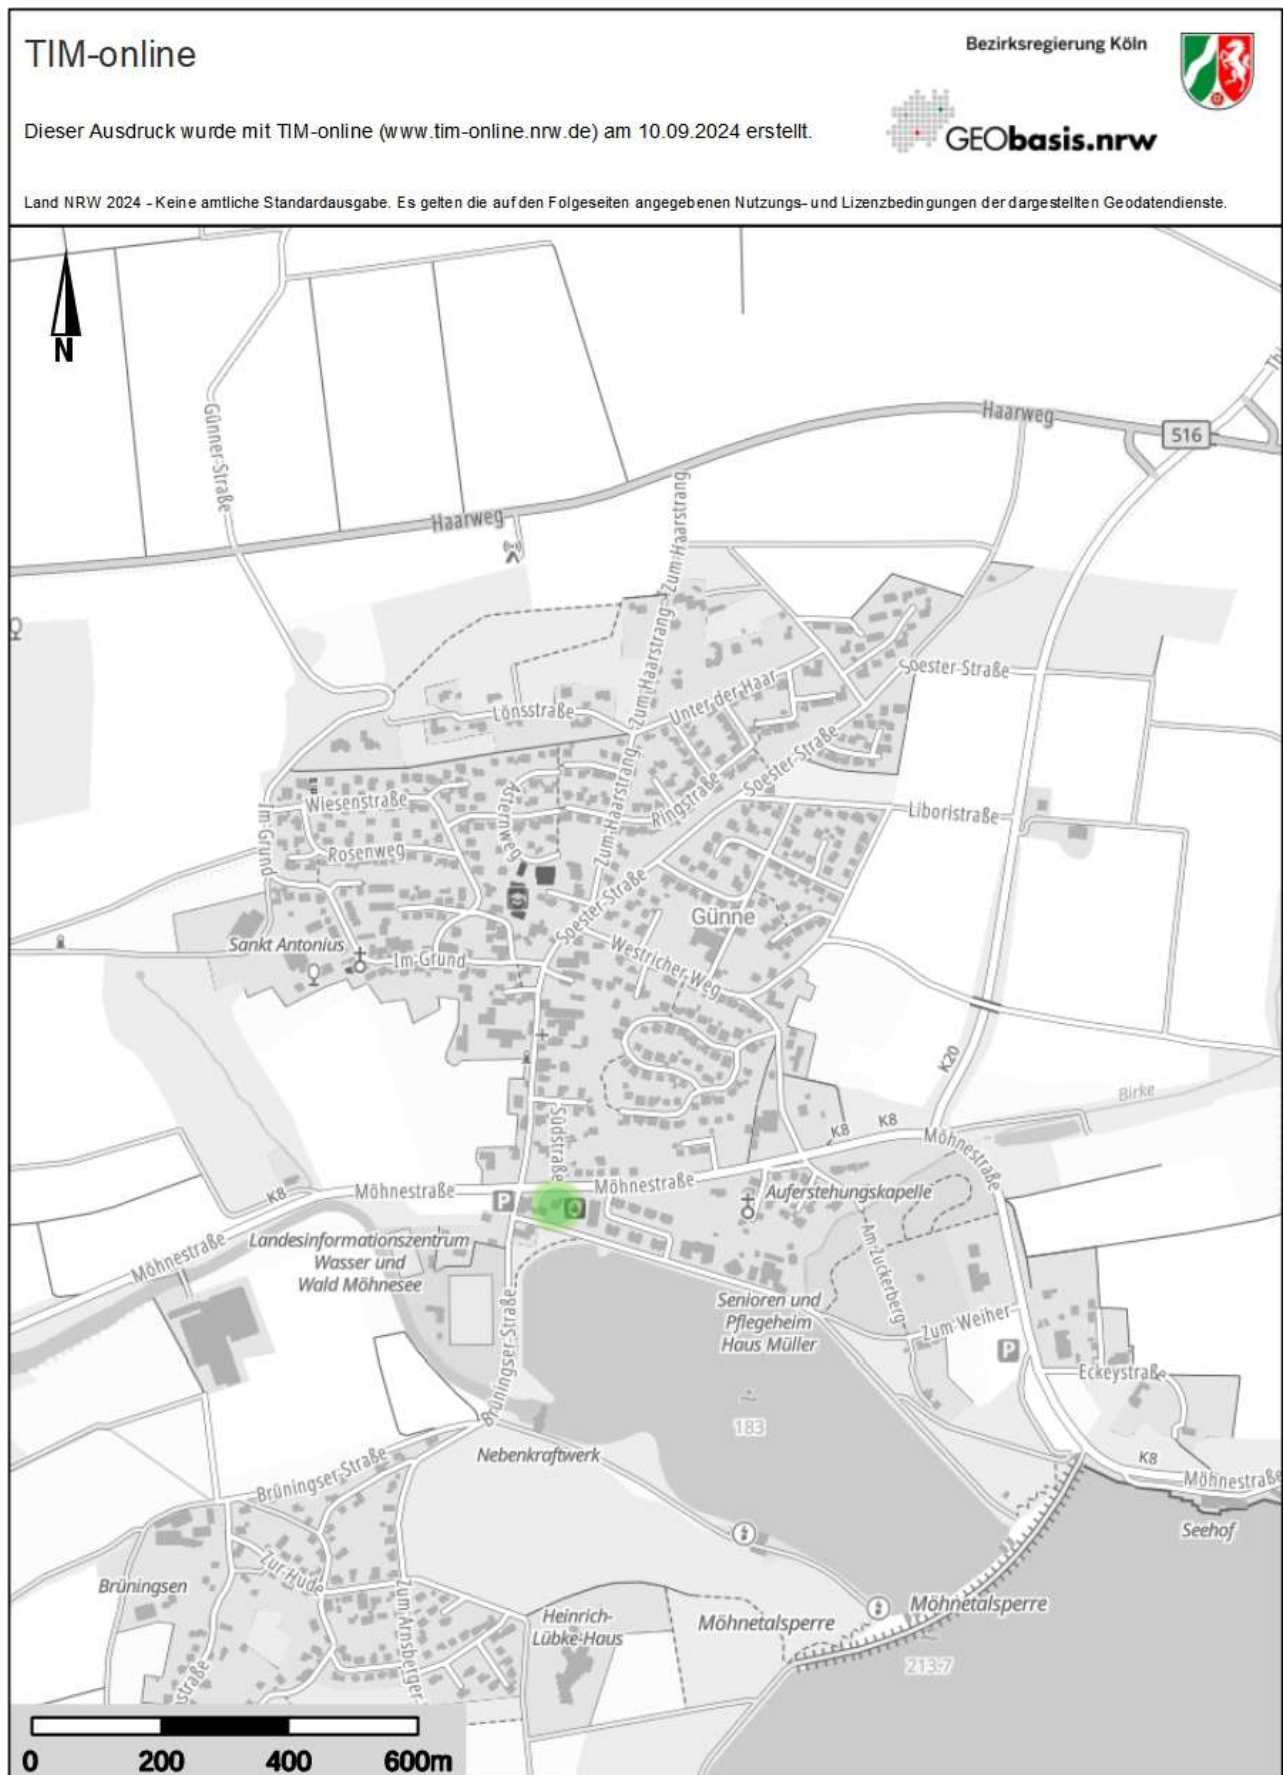 TIM-online
Bezirksregierung Köln
Dieser Ausdruck wurde mit TIM-online (www.tim-online.nrw.de) am 10.09.2024 erstellt.
GEObasis.nrw
Land NRW 2024 - Keine amtliche Standardausgabe. Es gelten die auf den Folgeseiten angegebenen Nutzungs- und Lizenzbedingungen der dargestellten Geodatendienste.
N
Günner-Straße
Haarweg
516
Haarweg
Zum-Haarstrang
Zum-Haarstrang
Soester-Straße
Unter der Haar
Lönsstraße
Zum-Haarstrang
Soester-Straße
Wiesenstraße
Asternweg
Ringstraße
Liboristraße
Im-Grund
Rosenweg
Zum-Haarstrang
Soester-Straße
Günne
Sankt Antonius
Im-Grund
Westricher Weg
K20
Birke
Südstraße
K8
K8
Möhnestraße
K8
Möhnestraße
P
Möhnestraße
Auferstehungskapelle
Möhnestraße
Landesinformationszentrum
Wasser und
Wald Möhnesee
Am-Zuckerberg
Senioren und
Pflegeheim
Haus Müller
Zum-Weiher
P
Brüningser-Straße
Eckeystraße
183
Nebenkraftwerk
K8
Möhnestraße
Brüningser-Straße
Seehof
Zur-Hude
Brüningsen
Zum-Arnsberger-
Heinrich-
Lübke-Haus
Möhnetalsperre
Möhnetalsperre
213.7
straße
0 200 400 600m